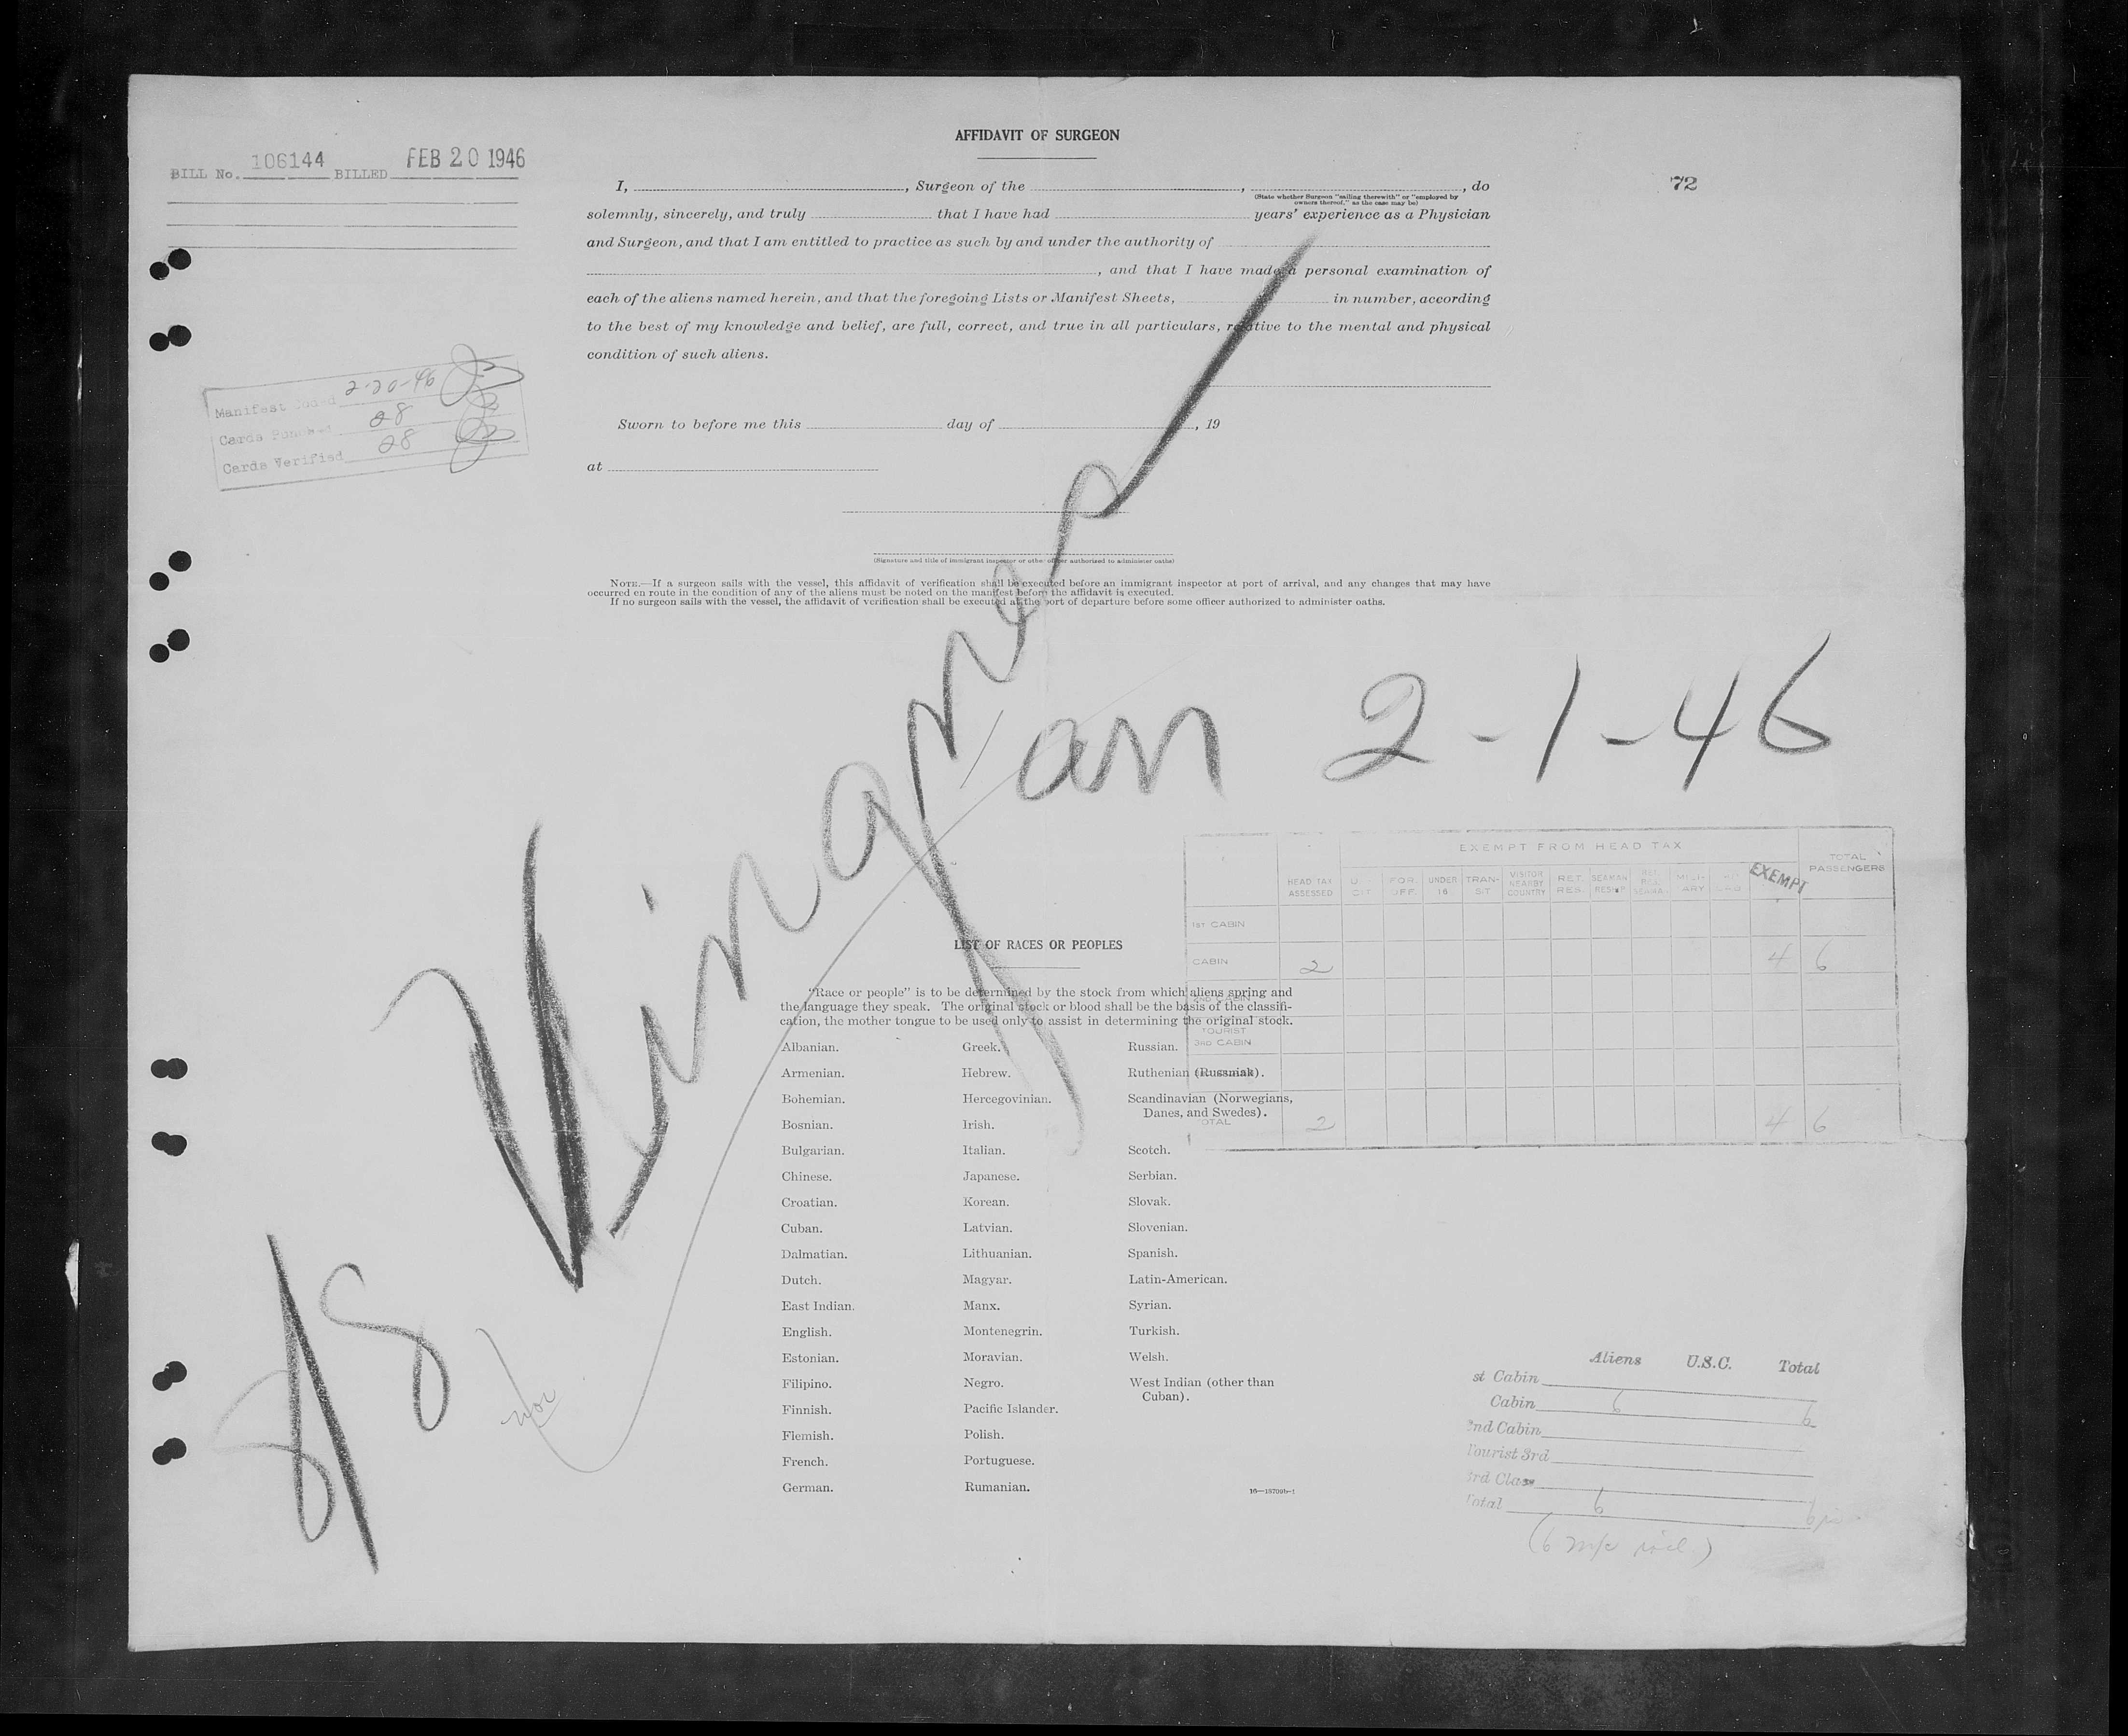 AFFIDAVIT OF SURGEON
BILL No. 106144 BILLED FEB 20 1946
72
I, , Surgeon of the , , do
(State whether Surgeon "sailing therewith" or "employed by
owners thereof," as the case may be)
solemnly, sincerely, and truly that I have had years' experience as a Physician
and Surgeon, and that I am entitled to practice as such by and under the authority of
, and that I have made a personal examination of
each of the aliens named herein, and that the foregoing Lists or Manifest Sheets, in number, according
to the best of my knowledge and belief, are full, correct, and true in all particulars, relative to the mental and physical
condition of such aliens.
Manifest Coded 2-20-46
Cards Punched 28
Cards Verified 28
Sworn to before me this day of , 19
at
(Signature and title of immigrant inspector or other officer authorized to administer oaths)
NOTE.—If a surgeon sails with the vessel, this affidavit of verification shall be executed before an immigrant inspector at port of arrival, and any changes that may have
occurred en route in the condition of any of the aliens must be noted on the manifest before the affidavit is executed.
If no surgeon sails with the vessel, the affidavit of verification shall be executed at the port of departure before some officer authorized to administer oaths.
arr 2-1-46
EXEMPT FROM HEAD TAX
HEAD TAX ASSESSED FOR. OFF. UNDER 16 TRAN-SIT VISITOR NEARBY COUNTRY RET. RES. SEAMAN EXEMPT TOTAL PASSENGERS
1ST CABIN
CABIN 2 4 6
2ND CABIN
TOURIST
3RD CABIN
TOTAL 2 4 6
LIST OF RACES OR PEOPLES
"Race or people" is to be determined by the stock from which aliens spring and
the language they speak. The original stock or blood shall be the basis of the classifi-
cation, the mother tongue to be used only to assist in determining the original stock.
Albanian. Greek. Russian.
Armenian. Hebrew. Ruthenian (Russniak).
Bohemian. Hercegovinian. Scandinavian (Norwegians,
Danes, and Swedes).
Bosnian. Irish.
Bulgarian. Italian. Scotch.
Chinese. Japanese. Serbian.
Croatian. Korean. Slovak.
Cuban. Latvian. Slovenian.
Dalmatian. Lithuanian. Spanish.
Dutch. Magyar. Latin-American.
East Indian. Manx. Syrian.
English. Montenegrin. Turkish.
Estonian. Moravian. Welsh.
Filipino. Negro. West Indian (other than
Cuban).
Finnish. Pacific Islander.
Flemish. Polish.
French. Portuguese.
German. Rumanian.
16—18709b-1
Aliens U.S.C. Total
st Cabin
Cabin 6 6
2nd Cabin
Tourist 3rd
3rd Class
Total 6 6